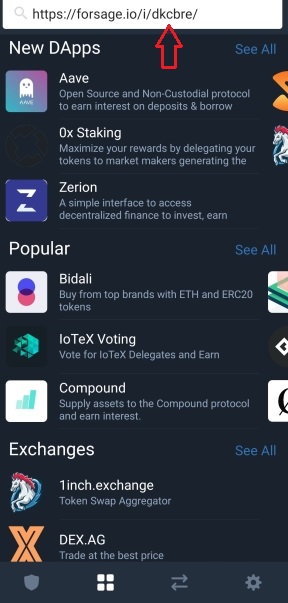 https://forsage.io/i/dkcbre/
New DApps See All
Aave
Open Source and Non-Custodial protocol
to earn interest on deposits & borrow
AAVE
0x Staking
Maximize your rewards by delegating your
tokens to market makers generating the
Zerion
A simple interface to access
decentralized finance to invest, earn
Popular See All
Bidali
Buy from top brands with ETH and ERC20
tokens
IoTeX Voting
Vote for IoTeX Delegates and Earn
Compound
Supply assets to the Compound protocol
and earn interest.
Exchanges See All
1inch.exchange
Token Swap Aggregator
DEX.AG
Trade at the best price